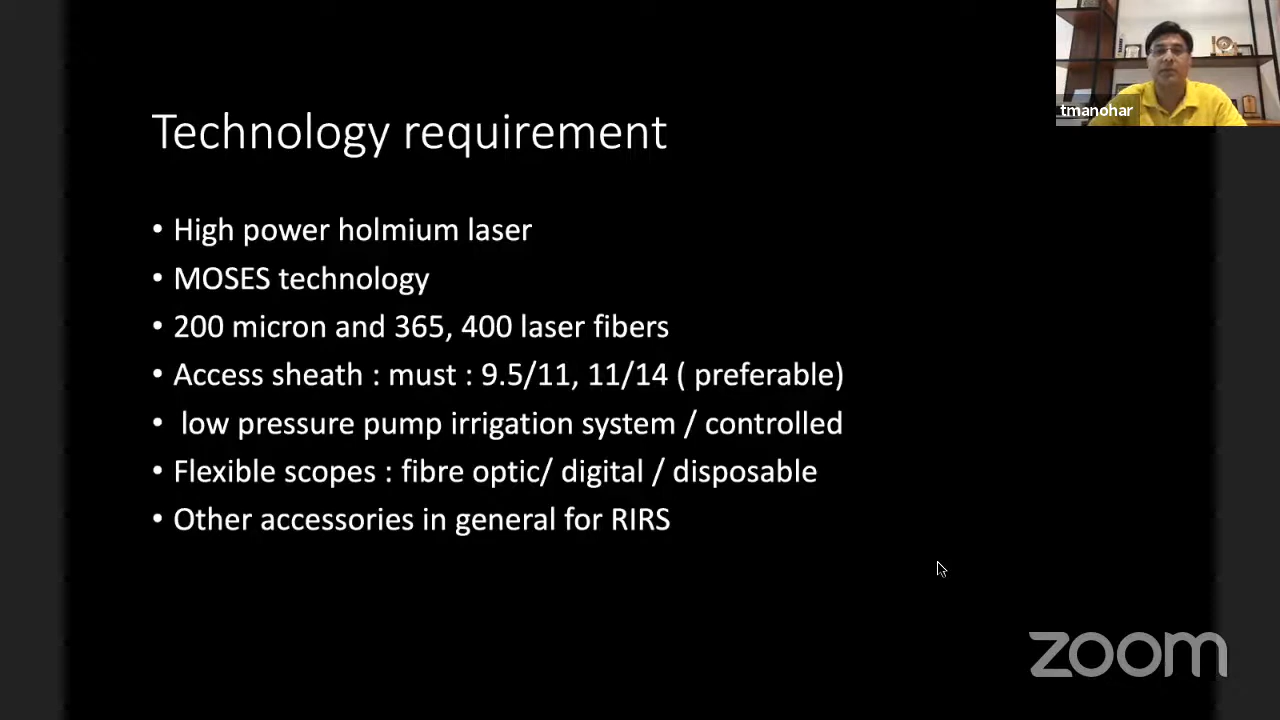 tmanohar
Technology requirement
• High power holmium laser
• MOSES technology
• 200 micron and 365, 400 laser fibers
• Access sheath : must : 9.5/11, 11/14 ( preferable)
• low pressure pump irrigation system / controlled
• Flexible scopes : fibre optic/ digital / disposable
• Other accessories in general for RIRS
zoom